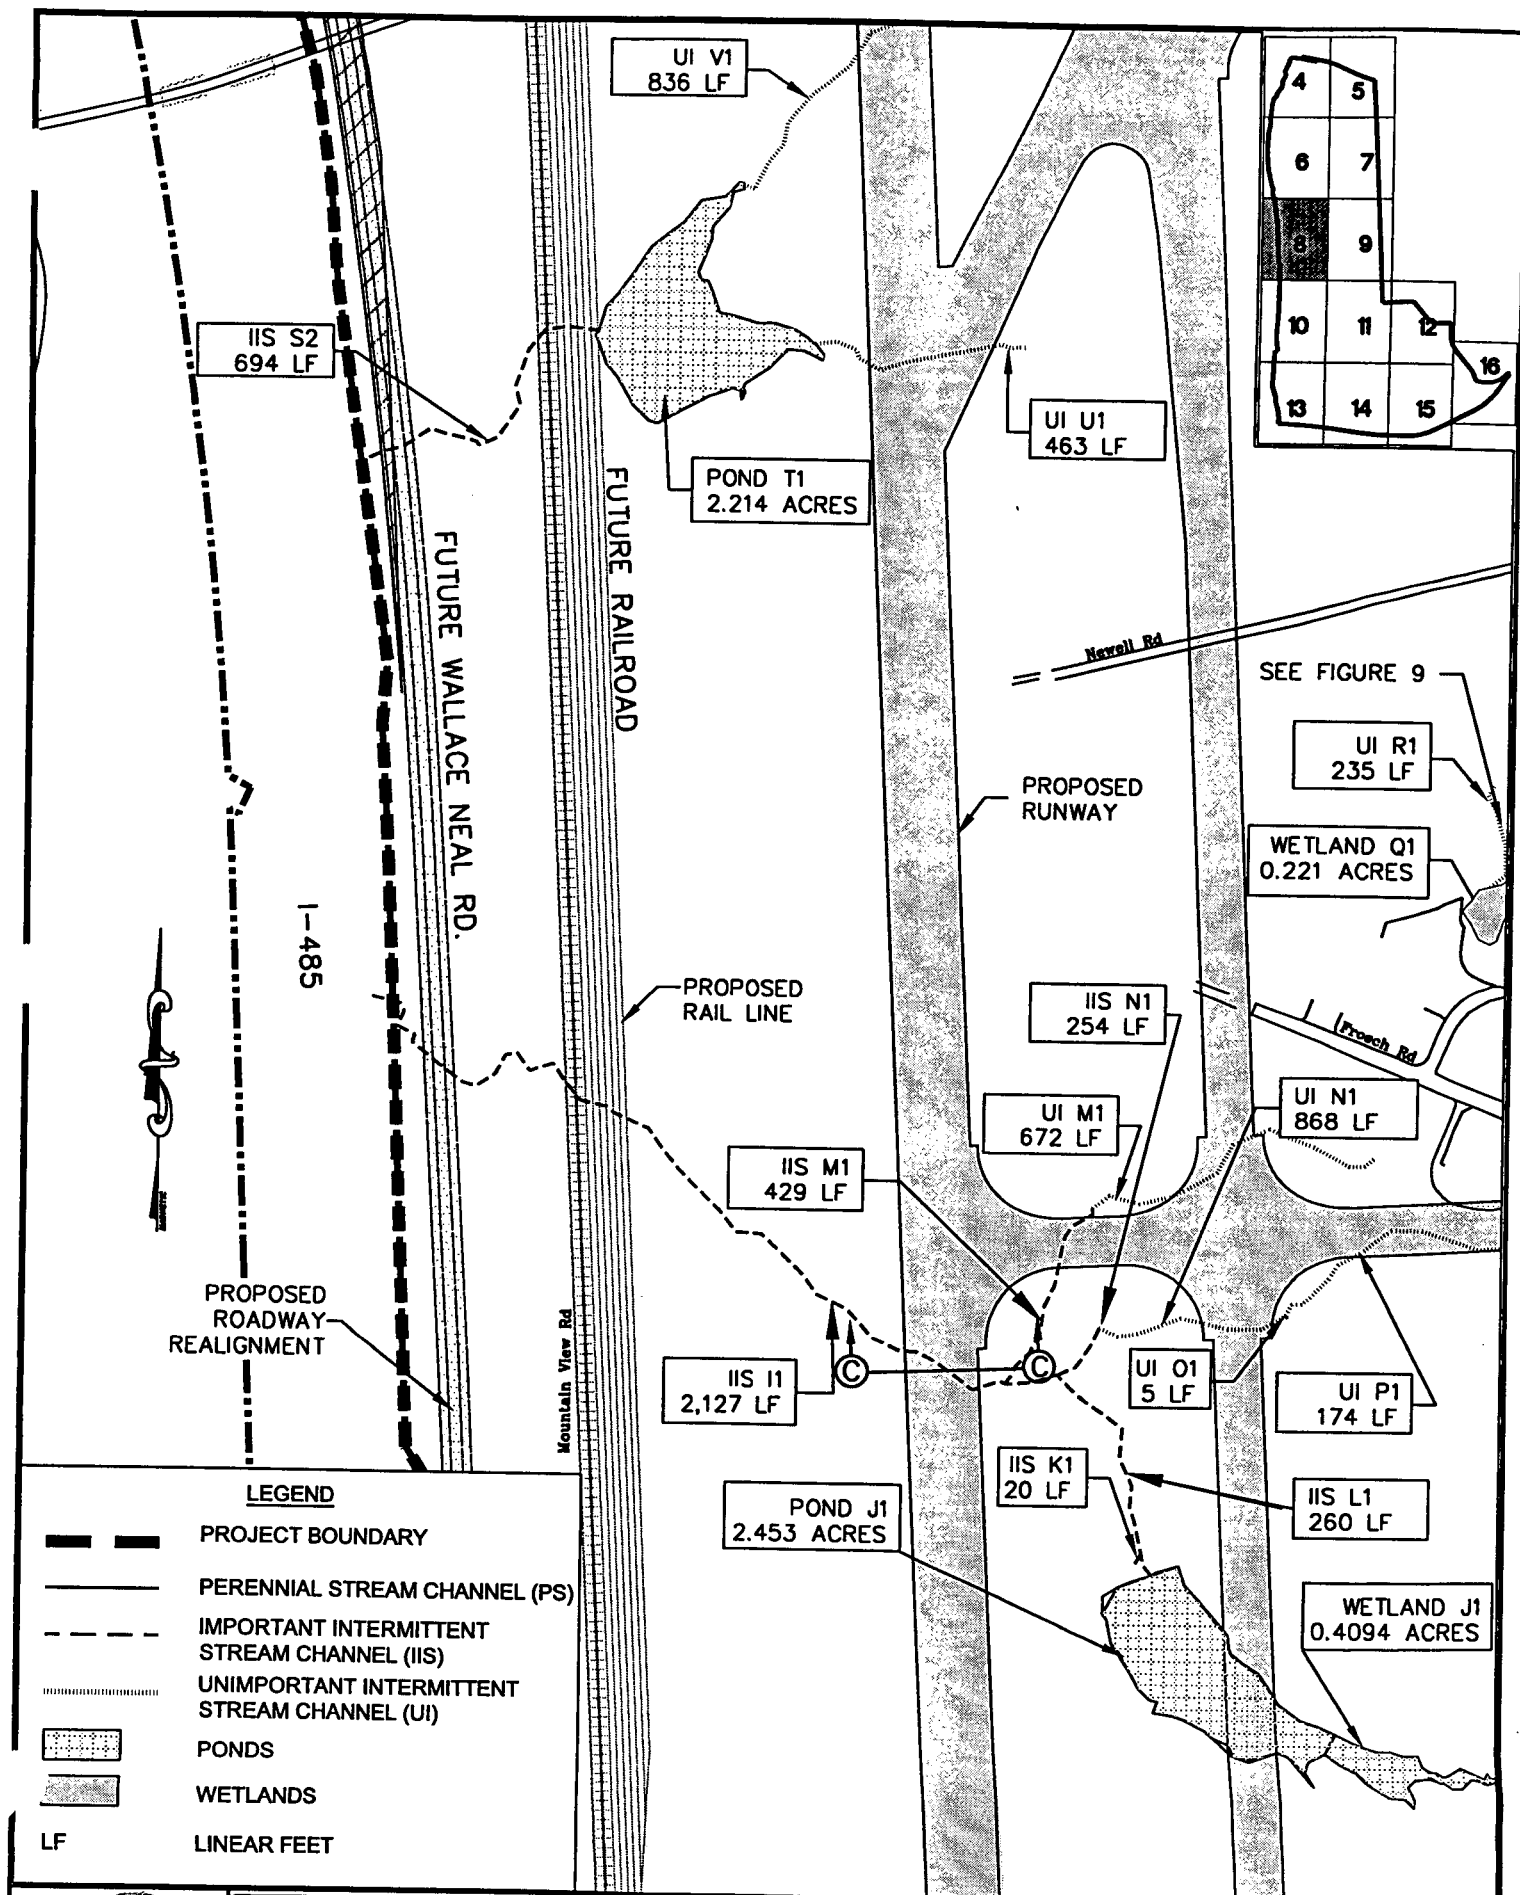 UI V1
836 LF
4
5
6
7
8
9
10
11
12
16
13
14
15
IIS S2
694 LF
UI U1
463 LF
POND T1
2.214 ACRES
FUTURE RAILROAD
FUTURE WALLACE NEAL RD.
Newell Rd
SEE FIGURE 9
UI R1
235 LF
PROPOSED
RUNWAY
WETLAND Q1
0.221 ACRES
I-485
PROPOSED
RAIL LINE
IIS N1
254 LF
Froech Rd
UI M1
672 LF
UI N1
868 LF
IIS M1
429 LF
PROPOSED
ROADWAY
REALIGNMENT
Mountain View Rd
IIS I1
2,127 LF
C
C
UI O1
5 LF
UI P1
174 LF
IIS K1
20 LF
IIS L1
260 LF
POND J1
2.453 ACRES
WETLAND J1
0.4094 ACRES
LEGEND
PROJECT BOUNDARY
PERENNIAL STREAM CHANNEL (PS)
IMPORTANT INTERMITTENT
STREAM CHANNEL (IIS)
UNIMPORTANT INTERMITTENT
STREAM CHANNEL (UI)
PONDS
WETLANDS
LF
LINEAR FEET